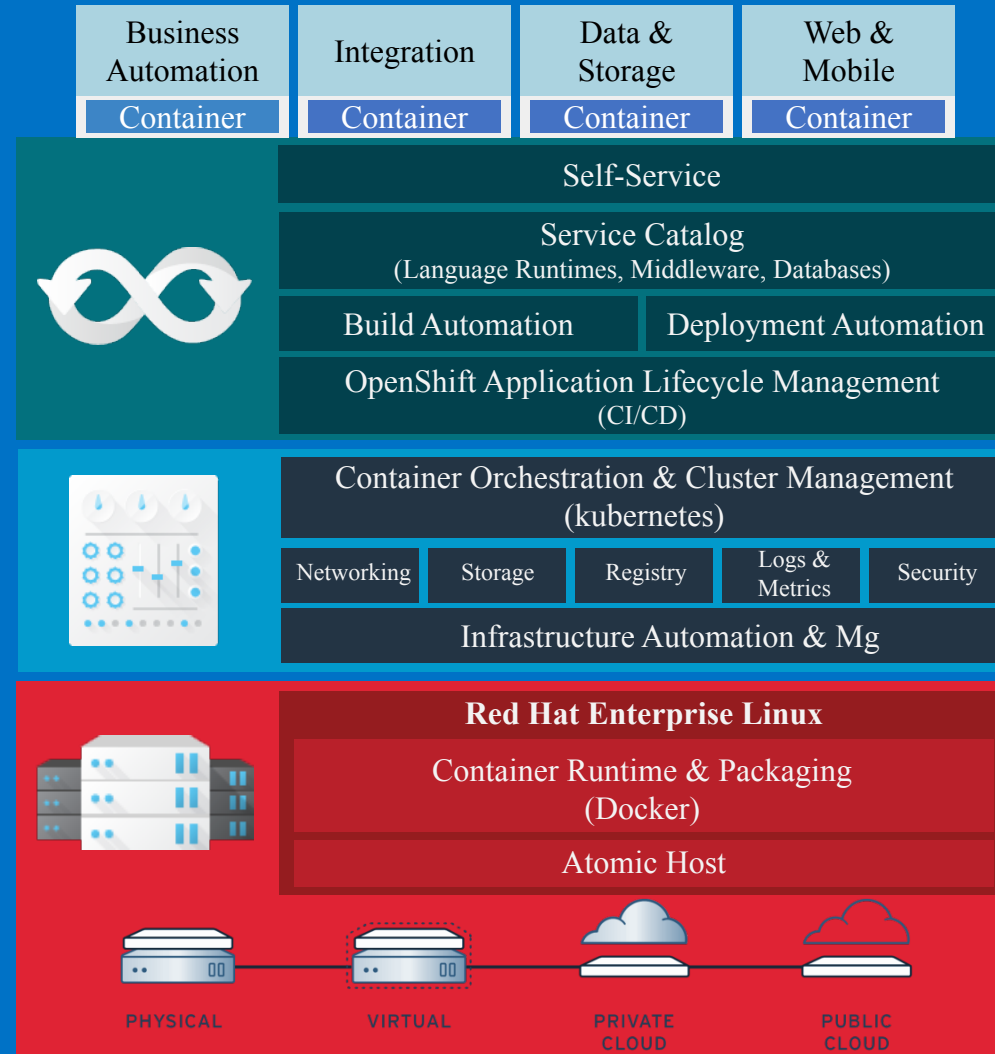 Business
Automation
Integration
Data &
Storage
Web &
Mobile
Container
Container
Container
Container
Self-Service
Service Catalog
(Language Runtimes, Middleware, Databases)
Build Automation
Deployment Automation
OpenShift Application Lifecycle Management
(CI/CD)
Container Orchestration & Cluster Management
(kubernetes)
Networking
Storage
Registry
Logs &
Metrics
Security
Infrastructure Automation & Mg
Red Hat Enterprise Linux
Container Runtime & Packaging
(Docker)
Atomic Host
PHYSICAL
VIRTUAL
PRIVATE
CLOUD
PUBLIC
CLOUD